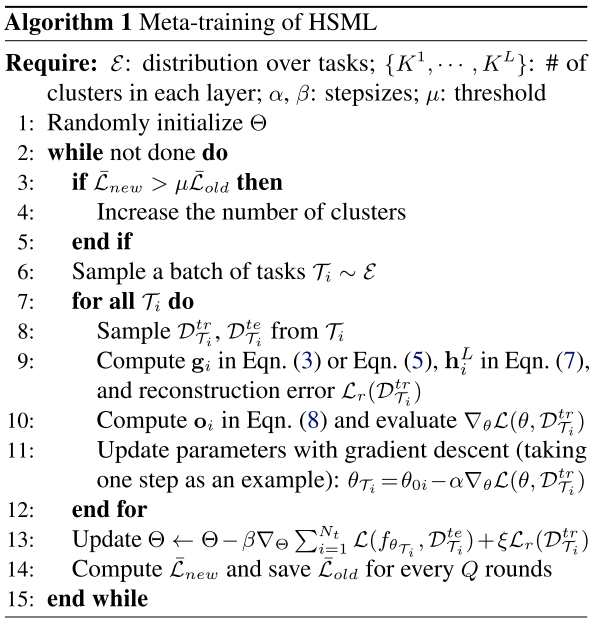 Algorithm 1 Meta-training of HSML
Require: ℰ: distribution over tasks; {K¹, ⋯ , Kᴸ}: # of
clusters in each layer; α, β: stepsizes; μ: threshold
1: Randomly initialize Θ
2: while not done do
3: if $\bar{\mathcal{L}}_{new} > \mu\bar{\mathcal{L}}_{old}$ then
4: Increase the number of clusters
5: end if
6: Sample a batch of tasks $\mathcal{T}_i \sim \mathcal{E}$
7: for all $\mathcal{T}_i$ do
8: Sample $\mathcal{D}^{tr}_{\mathcal{T}_i}$, $\mathcal{D}^{te}_{\mathcal{T}_i}$ from $\mathcal{T}_i$
9: Compute $\mathbf{g}_i$ in Eqn. (3) or Eqn. (5), $\mathbf{h}^L_i$ in Eqn. (7),
and reconstruction error $\mathcal{L}_r(\mathcal{D}^{tr}_{\mathcal{T}_i})$
10: Compute $\mathbf{o}_i$ in Eqn. (8) and evaluate $\nabla_\theta \mathcal{L}(\theta, \mathcal{D}^{tr}_{\mathcal{T}_i})$
11: Update parameters with gradient descent (taking
one step as an example): $\theta_{\mathcal{T}_i} = \theta_{0i} - \alpha\nabla_\theta \mathcal{L}(\theta, \mathcal{D}^{tr}_{\mathcal{T}_i})$
12: end for
13: Update $\Theta \leftarrow \Theta - \beta\nabla_\Theta \sum_{i=1}^{N_t} \mathcal{L}(f_{\theta_{\mathcal{T}_i}}, \mathcal{D}^{te}_{\mathcal{T}_i}) + \xi\mathcal{L}_r(\mathcal{D}^{tr}_{\mathcal{T}_i})$
14: Compute $\bar{\mathcal{L}}_{new}$ and save $\bar{\mathcal{L}}_{old}$ for every $Q$ rounds
15: end while